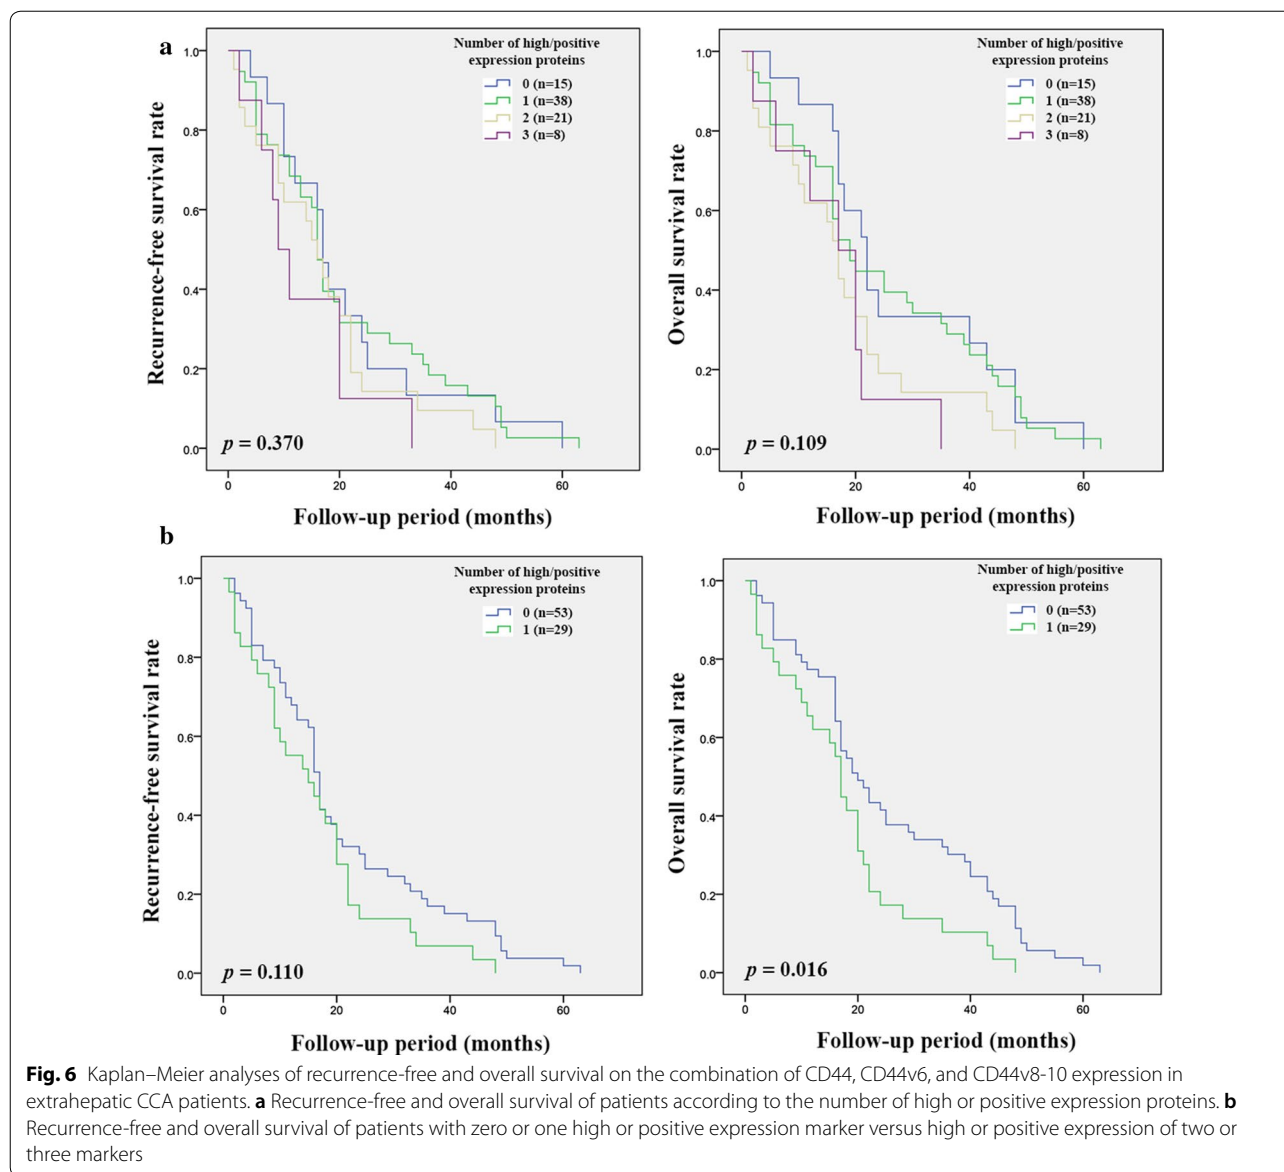 a
Number of high/positive
expression proteins
0 (n=15)
1 (n=38)
2 (n=21)
3 (n=8)
1.0
0.8
0.6
0.4
0.2
0.0
Recurrence-free survival rate
p = 0.370
0 20 40 60
Follow-up period (months)
Number of high/positive
expression proteins
0 (n=15)
1 (n=38)
2 (n=21)
3 (n=8)
1.0
0.8
0.6
0.4
0.2
0.0
Overall survival rate
p = 0.109
0 20 40 60
Follow-up period (months)
b
Number of high/positive
expression proteins
0 (n=53)
1 (n=29)
1.0
0.8
0.6
0.4
0.2
0.0
Recurrence-free survival rate
p = 0.110
0 20 40 60
Follow-up period (months)
Number of high/positive
expression proteins
0 (n=53)
1 (n=29)
1.0
0.8
0.6
0.4
0.2
0.0
Overall survival rate
p = 0.016
0 20 40 60
Follow-up period (months)
Fig. 6 Kaplan–Meier analyses of recurrence-free and overall survival on the combination of CD44, CD44v6, and CD44v8-10 expression in
extrahepatic CCA patients. a Recurrence-free and overall survival of patients according to the number of high or positive expression proteins. b
Recurrence-free and overall survival of patients with zero or one high or positive expression marker versus high or positive expression of two or
three markers